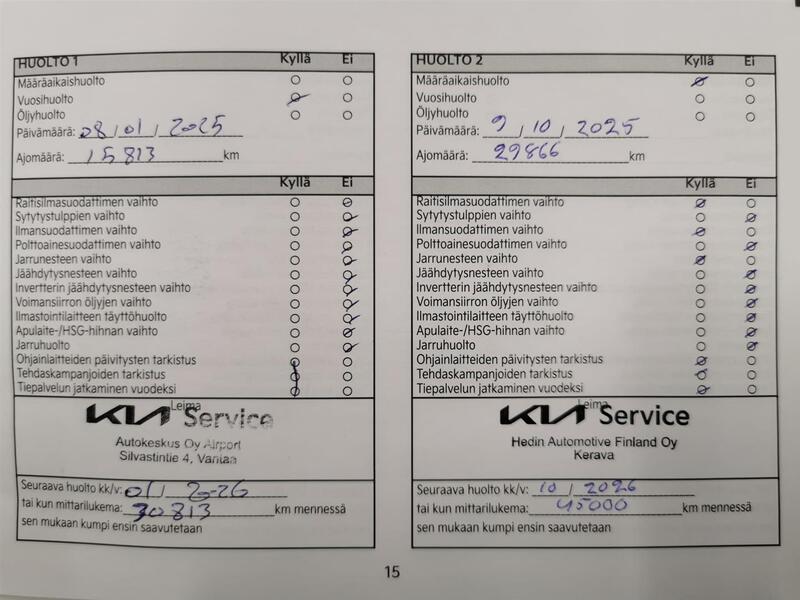 HUOLTO 1 Kyllä Ei
Määräaikaishuolto
Vuosihuolto
Öljyhuolto
Päivämäärä: 08 / 01 / 2025
Ajomäärä: 15813 km
Kyllä Ei
Raitisilmasuodattimen vaihto
Sytytystulppien vaihto
Ilmansuodattimen vaihto
Polttoainesuodattimen vaihto
Jarrunesteen vaihto
Jäähdytysnesteen vaihto
Invertterin jäähdytysnesteen vaihto
Voimansiirron öljyjen vaihto
Ilmastointilaitteen täyttöhuolto
Apulaite-/HSG-hihnan vaihto
Jarruhuolto
Ohjainlaitteiden päivitysten tarkistus
Tehdaskampanjoiden tarkistus
Tiepalvelun jatkaminen vuodeksi
Leima
KIA Service
Autokeskus Oy Airport
Silvastintie 4, Vantaa
Seuraava huolto kk/v: 01 / 2026
tai kun mittarilukema: 30813 km mennessä
sen mukaan kumpi ensin saavutetaan
HUOLTO 2 Kyllä Ei
Määräaikaishuolto
Vuosihuolto
Öljyhuolto
Päivämäärä: 9 / 10 / 2025
Ajomäärä: 29866 km
Kyllä Ei
Raitisilmasuodattimen vaihto
Sytytystulppien vaihto
Ilmansuodattimen vaihto
Polttoainesuodattimen vaihto
Jarrunesteen vaihto
Jäähdytysnesteen vaihto
Invertterin jäähdytysnesteen vaihto
Voimansiirron öljyjen vaihto
Ilmastointilaitteen täyttöhuolto
Apulaite-/HSG-hihnan vaihto
Jarruhuolto
Ohjainlaitteiden päivitysten tarkistus
Tehdaskampanjoiden tarkistus
Tiepalvelun jatkaminen vuodeksi
Leima
KIA Service
Hedin Automotive Finland Oy
Kerava
Seuraava huolto kk/v: 10 / 2026
tai kun mittarilukema: 45000 km mennessä
sen mukaan kumpi ensin saavutetaan
15